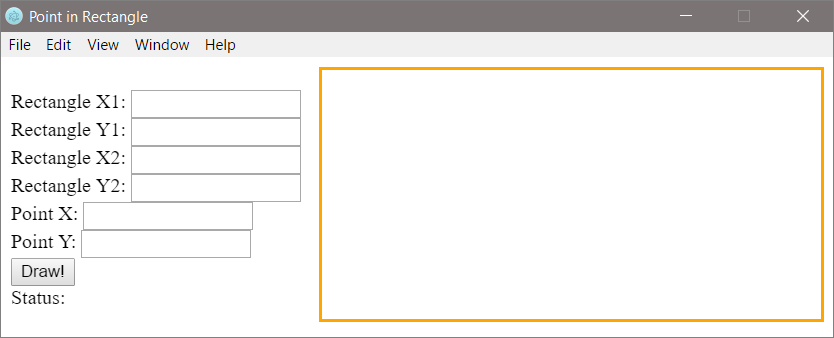 Point in Rectangle
File Edit View Window Help
Rectangle X1:
Rectangle Y1:
Rectangle X2:
Rectangle Y2:
Point X:
Point Y:
Draw!
Status: